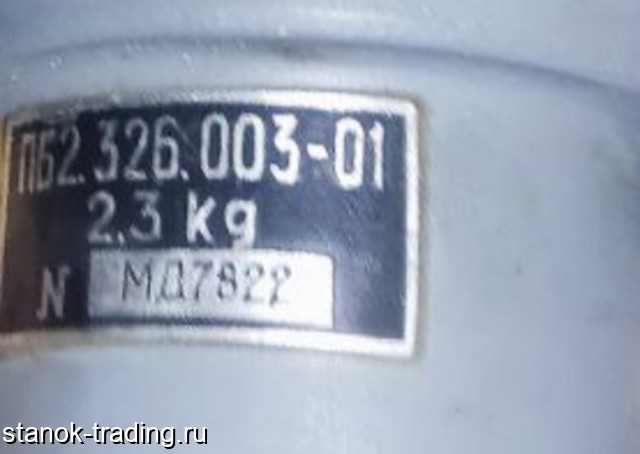 ПБ2.326.003-01
2.3 kg
N МД7822
stanok-trading.ru